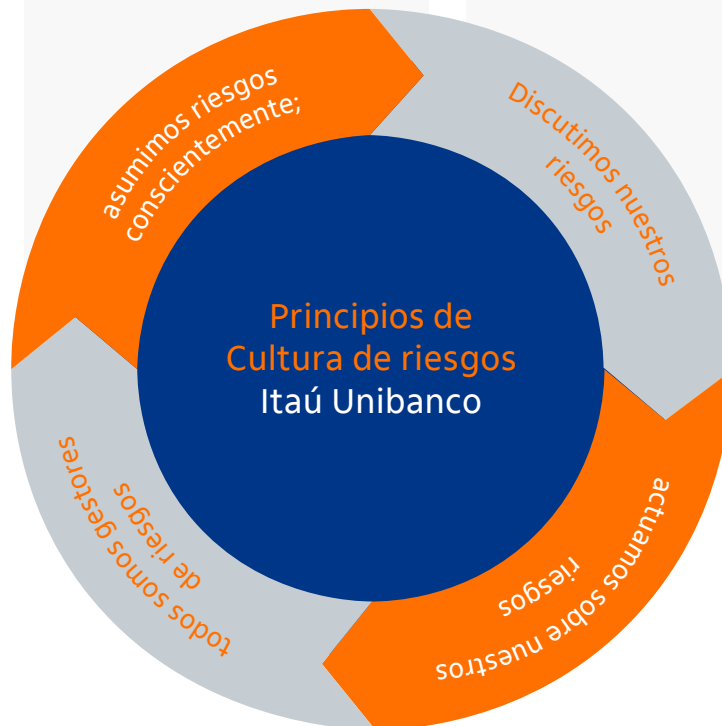 asumimos riesgos
conscientemente;
Discutimos nuestros
riesgos
Principios de
Cultura de riesgos
Itaú Unibanco
actuamos sobre nuestros
riesgos
todos somos gestores
de riesgos